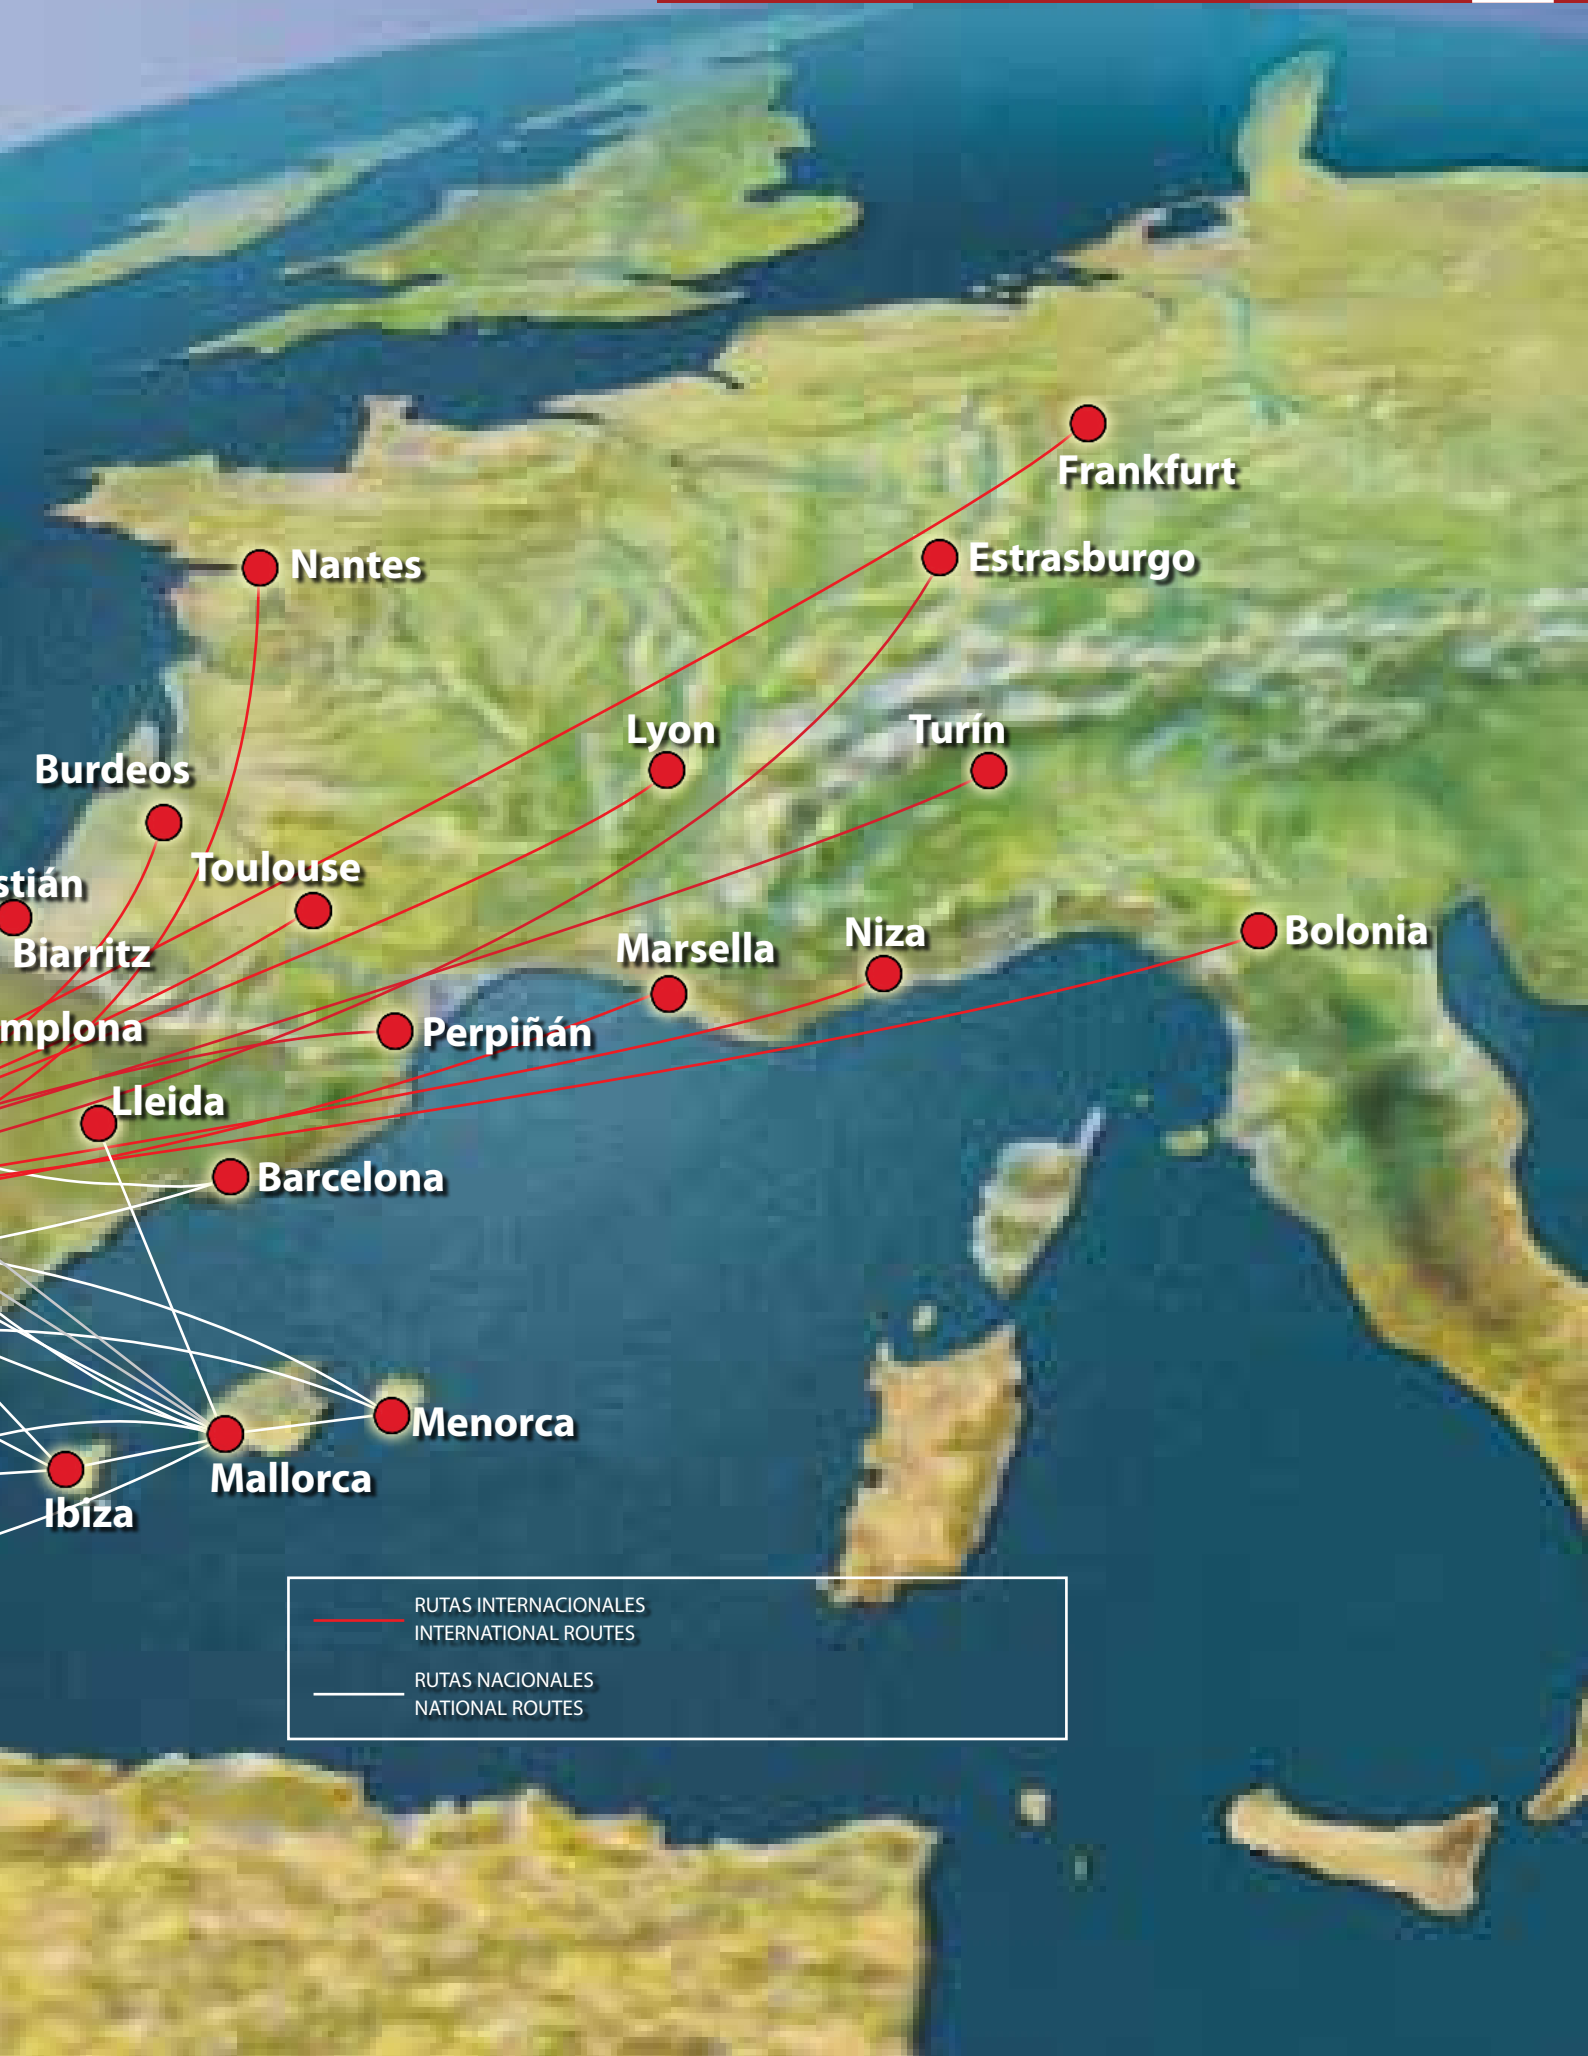 Frankfurt
Estrasburgo
Nantes
Lyon
Turín
Burdeos
Toulouse
stián
Biarritz
Marsella
Niza
Bolonia
mplona
Perpiñán
Lleida
Barcelona
Menorca
Mallorca
Ibiza
RUTAS INTERNACIONALES
INTERNATIONAL ROUTES
RUTAS NACIONALES
NATIONAL ROUTES